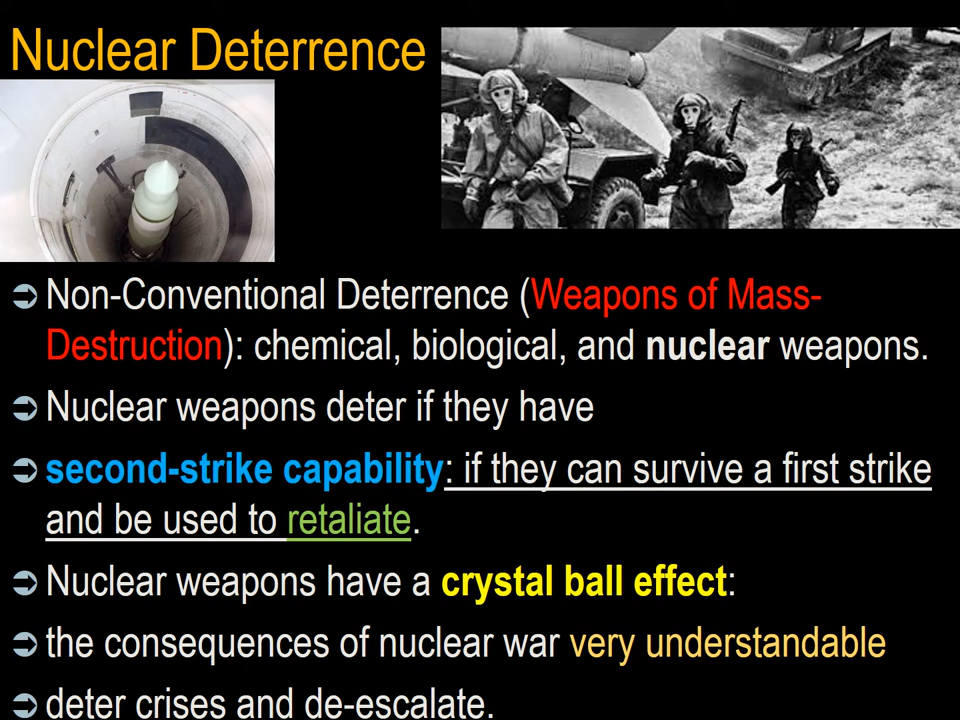 Nuclear Deterrence
Non-Conventional Deterrence (Weapons of Mass-
Destruction): chemical, biological, and nuclear weapons.
Nuclear weapons deter if they have
second-strike capability: if they can survive a first strike
and be used to retaliate.
Nuclear weapons have a crystal ball effect:
the consequences of nuclear war very understandable
deter crises and de-escalate.